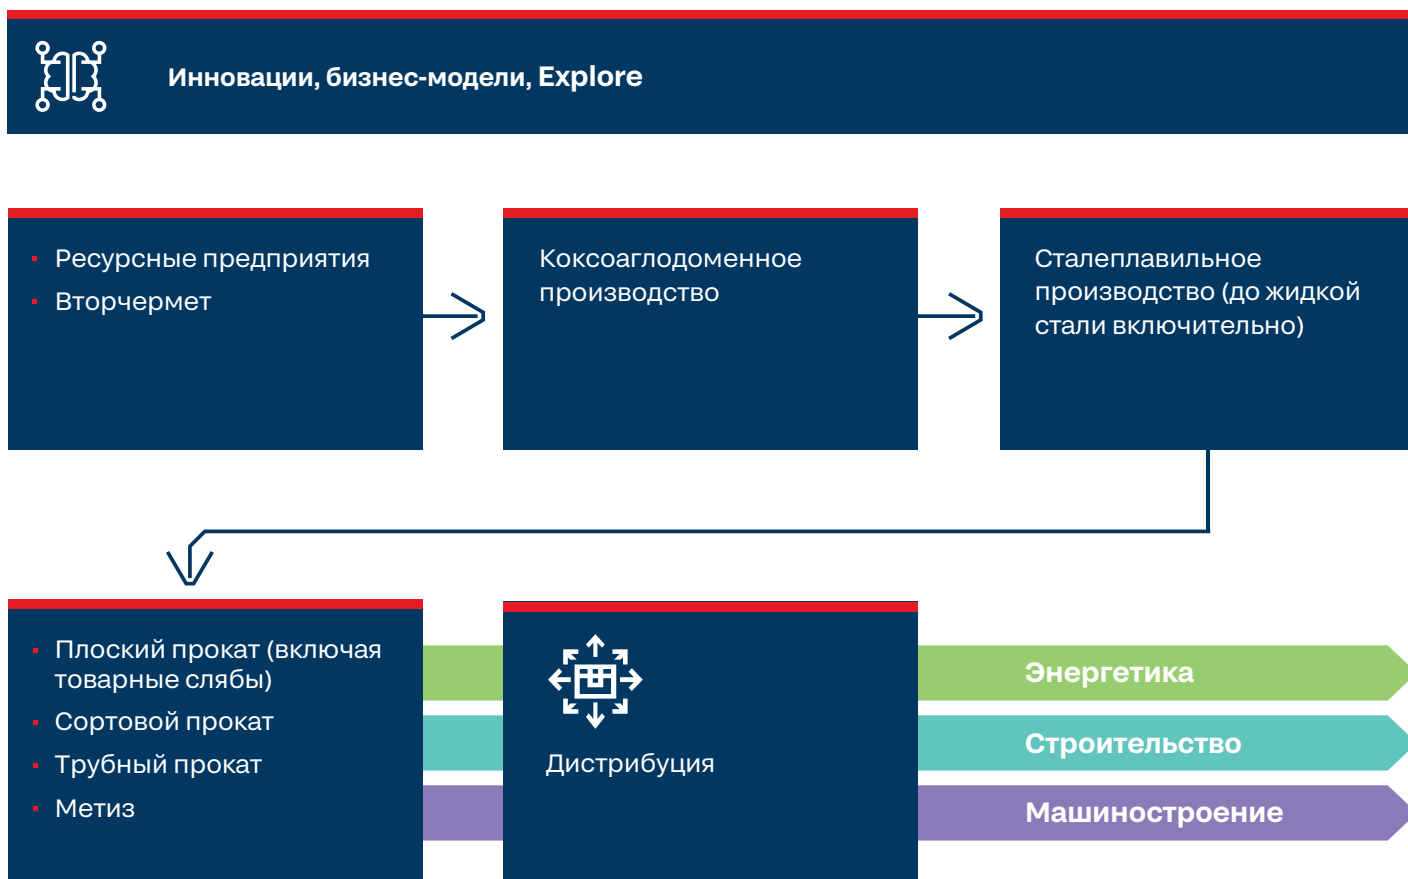 Инновации, бизнес-модели, Explore
Ресурсные предприятия
Вторчермет
Коксоаглодоменное
производство
Сталеплавильное
производство (до жидкой
стали включительно)
Плоский прокат (включая
товарные слябы)
Сортовой прокат
Трубный прокат
Метиз
Дистрибуция
Энергетика
Строительство
Машиностроение